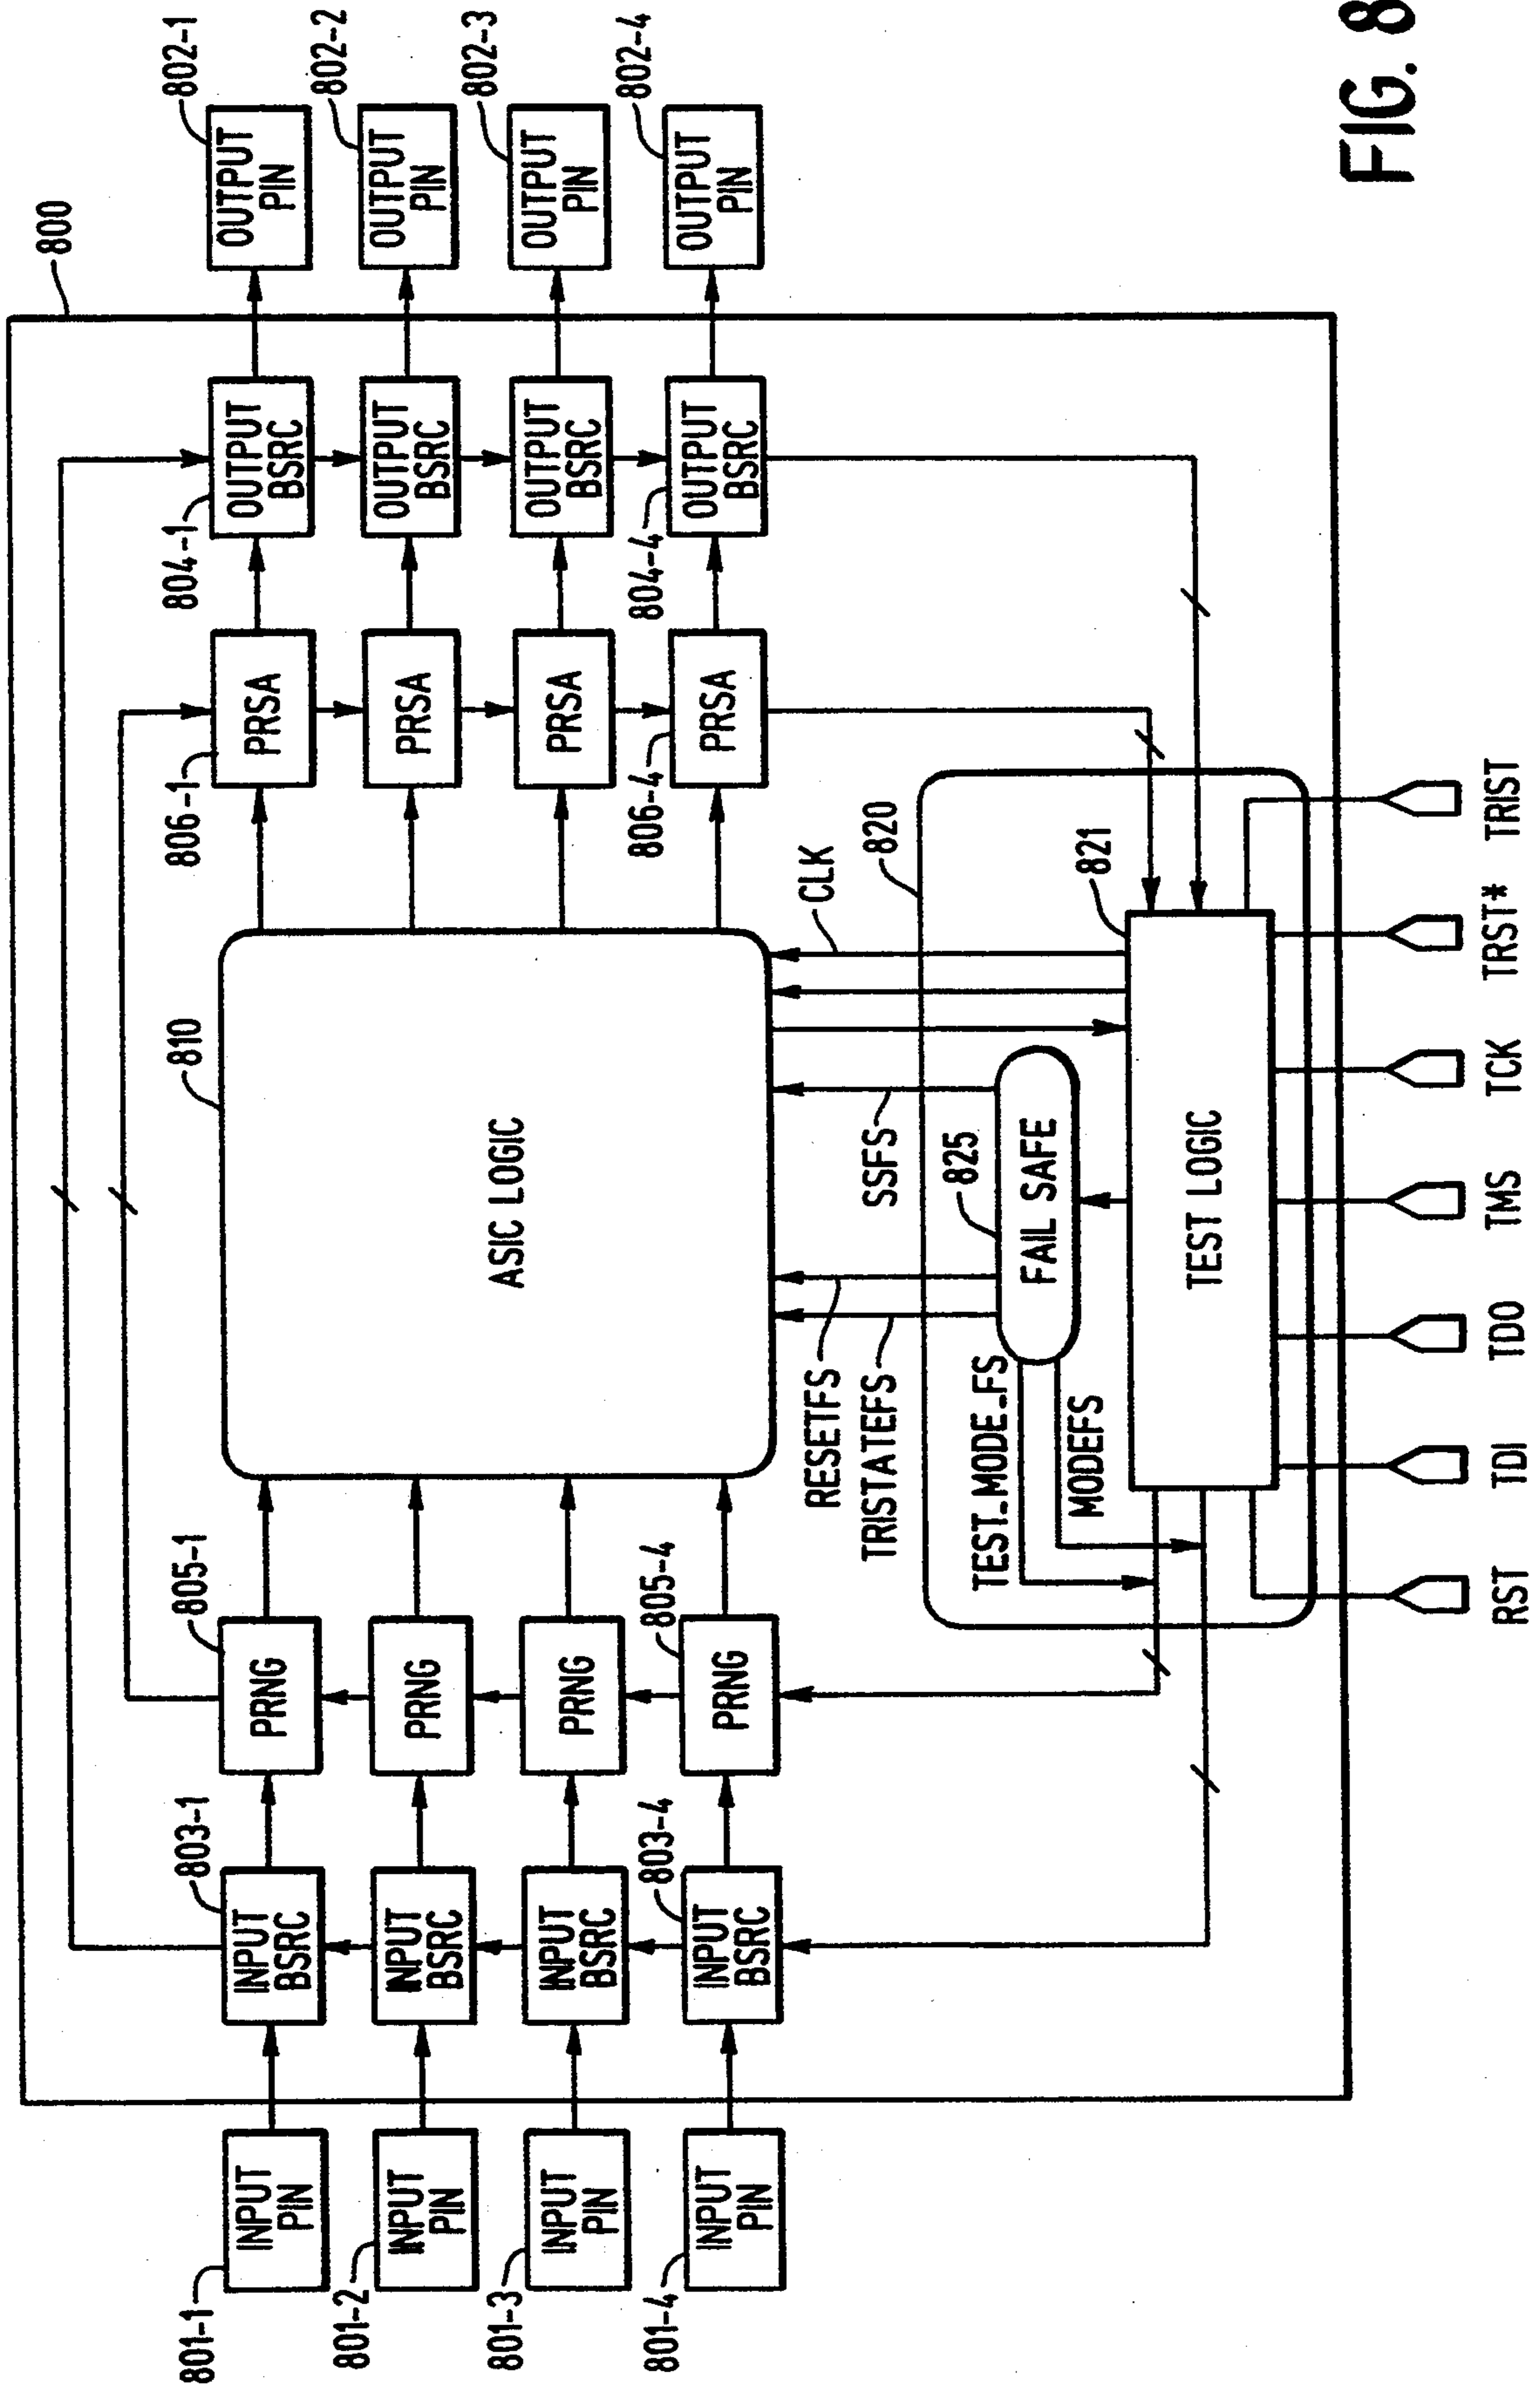 800
802-1
OUTPUT
PIN
802-2
OUTPUT
PIN
802-3
OUTPUT
PIN
802-4
OUTPUT
PIN
804-1
OUTPUT
BSRC
OUTPUT
BSRC
OUTPUT
BSRC
804-4
OUTPUT
BSRC
806-1
PRSA
PRSA
PRSA
806-4
PRSA
810
ASIC LOGIC
805-1
PRNG
PRNG
PRNG
805-4
PRNG
803-1
INPUT
BSRC
INPUT
BSRC
INPUT
BSRC
803-4
INPUT
BSRC
801-1
INPUT
PIN
801-2
INPUT
PIN
801-3
INPUT
PIN
801-4
INPUT
PIN
RESETFS
TRISTATEFS
SSFS
CLK
820
TEST_MODE_FS
MODEFS
825
FAIL SAFE
821
TEST LOGIC
RST
TDI
TDO
TMS
TCK
TRST*
TRIST
FIG. 8